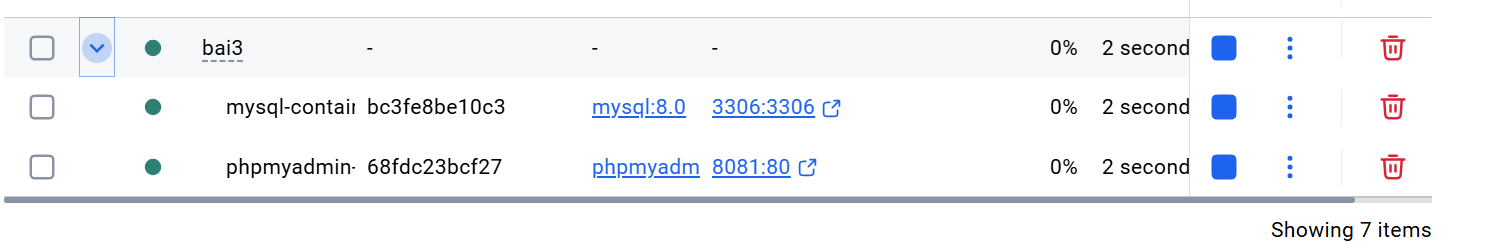 bai3 - - - 0% 2 second
mysql-contair bc3fe8be10c3 mysql:8.0 3306:3306 0% 2 second
phpmyadmin- 68fdc23bcf27 phpmyadm 8081:80 0% 2 second
Showing 7 items